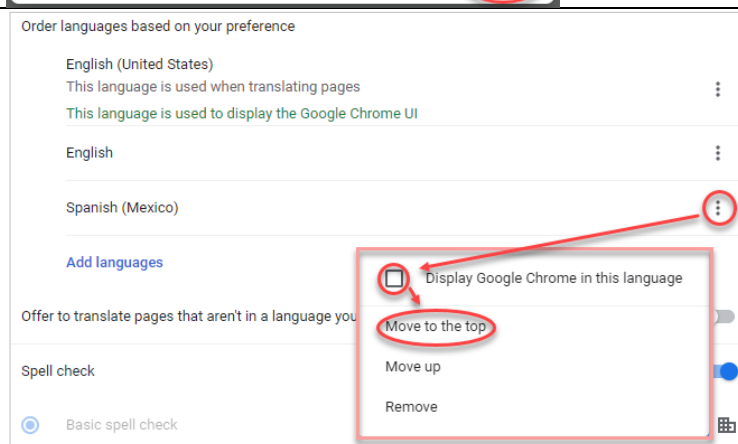 Order languages based on your preference
English (United States)
This language is used when translating pages
This language is used to display the Google Chrome UI
English
Spanish (Mexico)
Add languages
Display Google Chrome in this language
Offer to translate pages that aren't in a language you
Move to the top
Spell check
Move up
Remove
Basic spell check